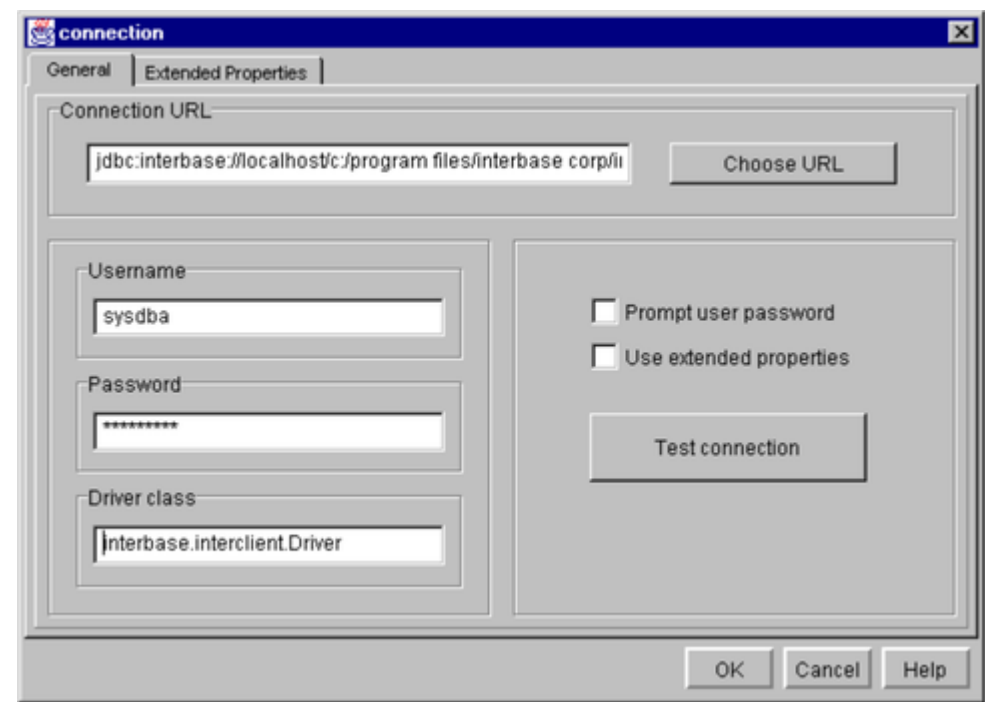 connection
General
Extended Properties
Connection URL
jdbc:interbase://localhost/c:/program files/interbase corp/
Choose URL
Username
sysdba
Prompt user password
Use extended properties
Password
*********
Test connection
Driver class
interbase.interclient.Driver
OK Cancel Help